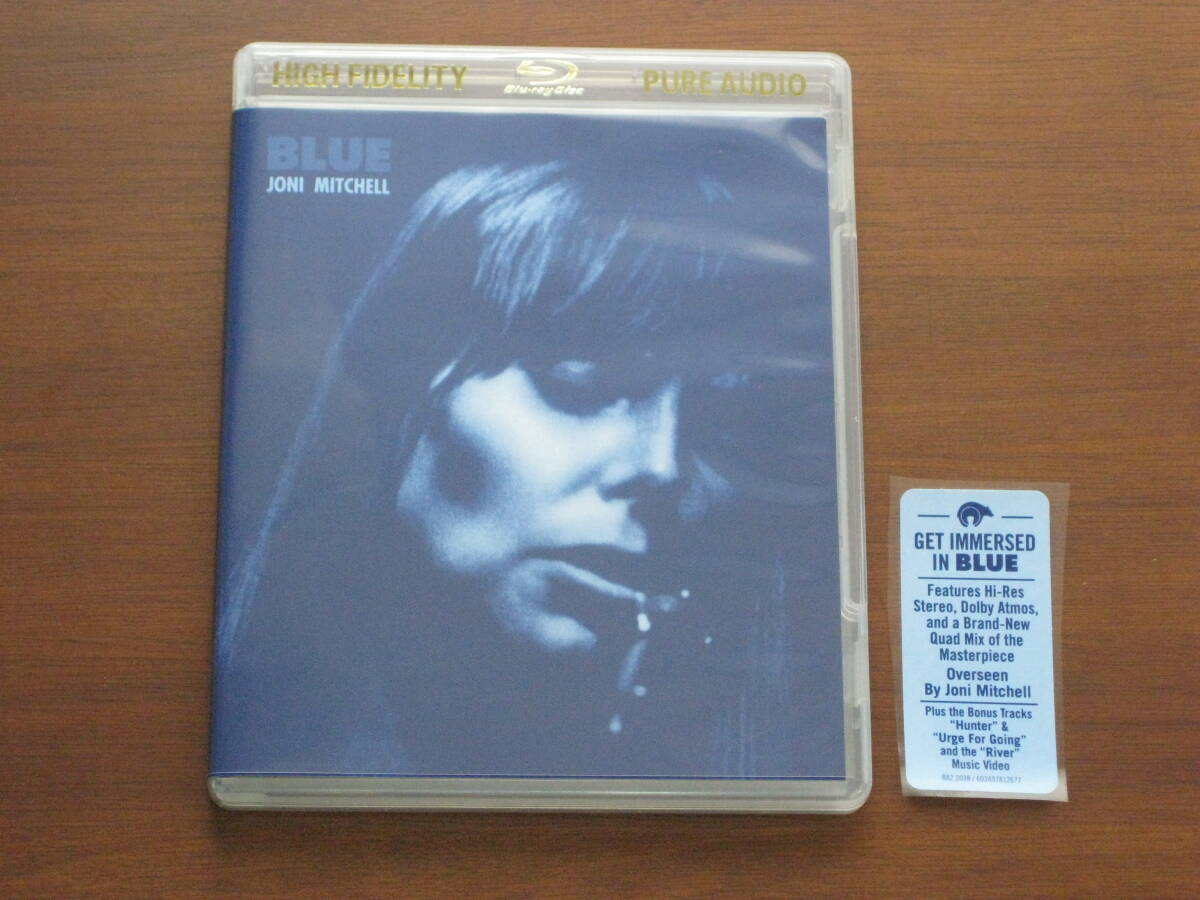 HIGH FIDELITY Blu-ray Disc PURE AUDIO
BLUE
JONI MITCHELL
GET IMMERSED
IN BLUE
Features Hi-Res
Stereo, Dolby Atmos,
and a Brand-New
Quad Mix of the
Masterpiece
Overseen
By Joni Mitchell
Plus the Bonus Tracks
"Hunter" &
"Urge For Going"
and the "River"
Music Video